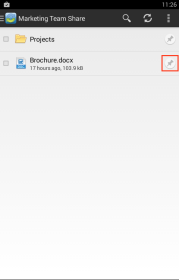 11:26
Marketing Team Share
Projects
Brochure.docx
17 hours ago, 103.9 kB